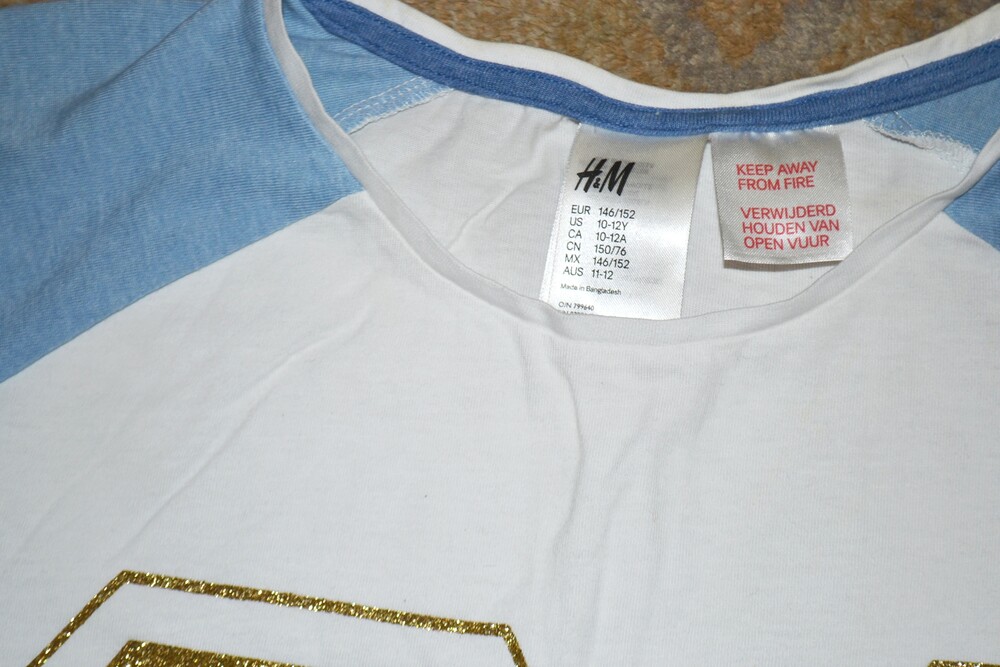 H&M
EUR 146/152
US 10-12Y
CA 10-12A
CN 150/76
MX 146/152
AUS 11-12
Made in Bangladesh
O/N 799640
KEEP AWAY
FROM FIRE
VERWIJDERD
HOUDEN VAN
OPEN VUUR